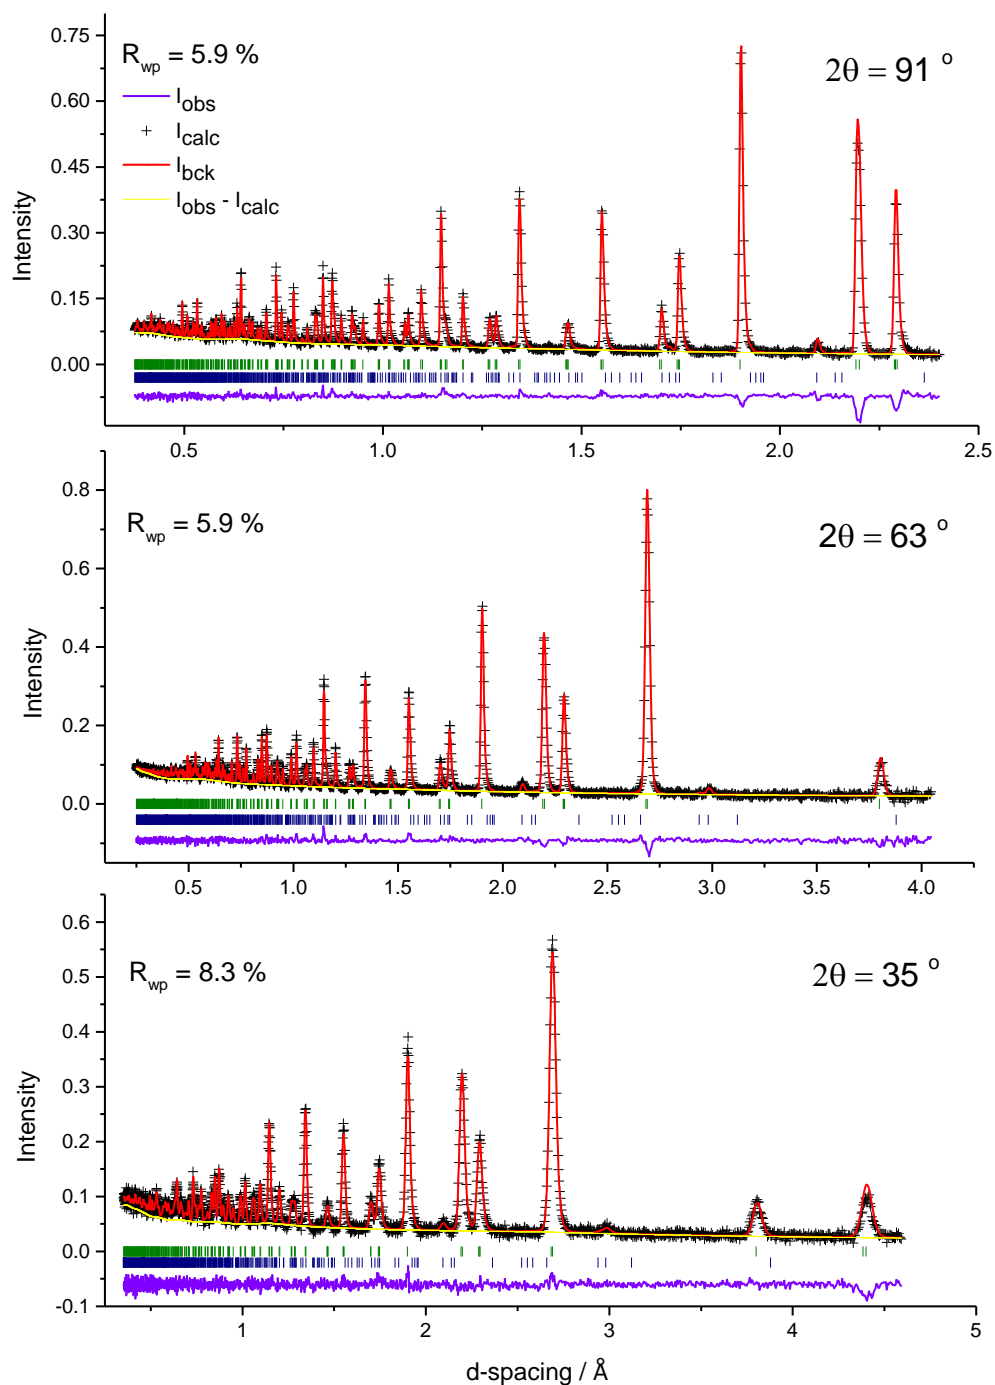 0.75
R_wp = 5.9 %
2θ = 91 °
I_obs
0.60
I_calc
0.45
I_bck
I_obs - I_calc
0.30
Intensity
0.15
0.00
0.5 1.0 1.5 2.0 2.5
0.8
R_wp = 5.9 %
2θ = 63 °
0.6
0.4
Intensity
0.2
0.0
0.5 1.0 1.5 2.0 2.5 3.0 3.5 4.0
0.6
R_wp = 8.3 %
2θ = 35 °
0.5
0.4
0.3
Intensity
0.2
0.1
0.0
-0.1
1 2 3 4 5
d-spacing / Å